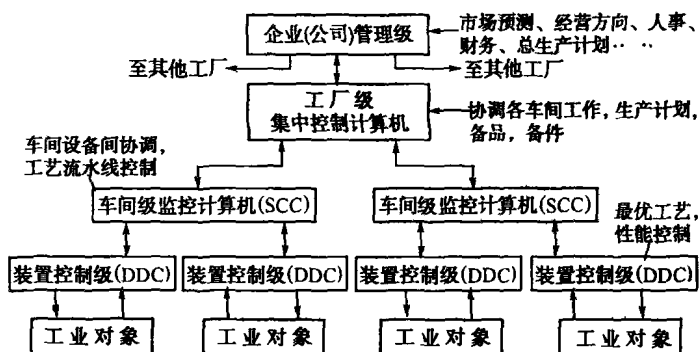 企业(公司)管理级
市场预测、经营方向、人事、
财务、总生产计划·· ··
至其他工厂
至其他工厂
工厂级
集中控制计算机
协调各车间工作,生产计划,
备品,备件
车间设备间协调,
工艺流水线控制
车间级监控计算机(SCC)
车间级监控计算机(SCC)
最优工艺,
性能控制
装置控制级(DDC)
装置控制级(DDC)
装置控制级(DDC)
装置控制级(DDC)
工业对象
工业对象
工业对象
工业对象